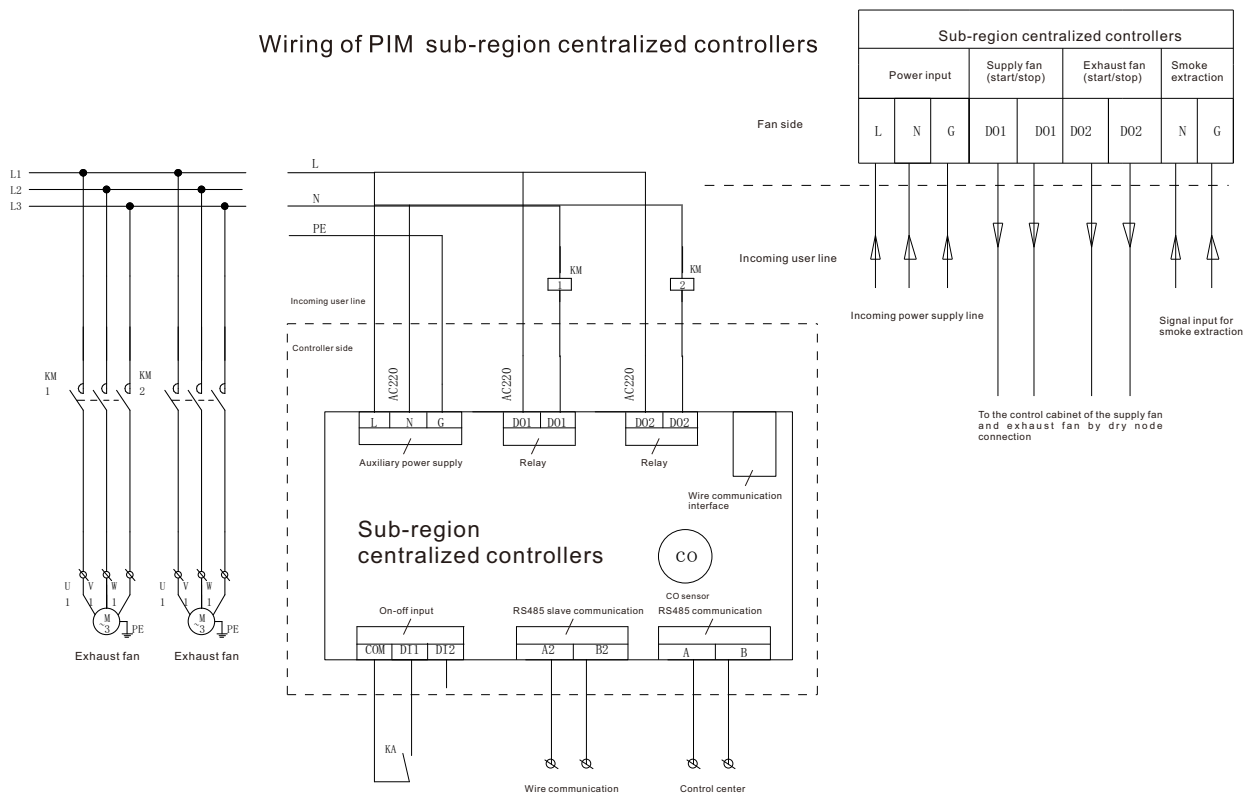 Wiring of PIM sub-region centralized controllers
Sub-region centralized controllers
Power input
Supply fan
(start/stop)
Exhaust fan
(start/stop)
Smoke
extraction
Fan side
L N G DO1 DO1 DO2 DO2 N G
Incoming user line
Incoming power supply line
Signal input for
smoke extraction
To the control cabinet of the supply fan
and exhaust fan by dry node
connection
L1
L2
L3
KM
1
KM
2
U V W
1 1 1
M
~3
PE
Exhaust fan
U V W
1 1 1
M
~3
PE
Exhaust fan
L
N
PE
KM
1
KM
2
Incoming user line
Controller side
AC220
AC220
AC220
L N G
DO1 DO1
DO2 DO2
Auxiliary power supply
Relay
Relay
Wire communication
interface
Sub-region
centralized controllers
CO
CO sensor
On-off input
RS485 slave communication
RS485 communication
COM DI1 DI2
A2 B2
A B
KA
Wire communication
Control center